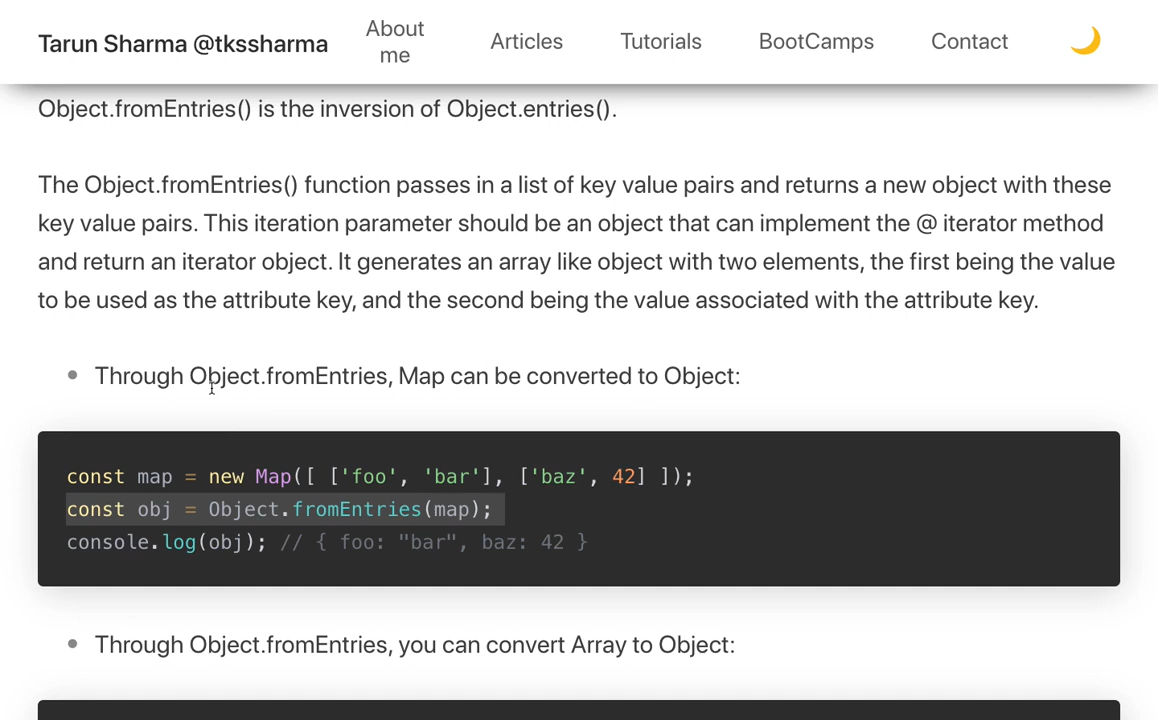 Tarun Sharma @tkssharma
About
me
Articles
Tutorials
BootCamps
Contact
Object.fromEntries() is the inversion of Object.entries().
The Object.fromEntries() function passes in a list of key value pairs and returns a new object with these
key value pairs. This iteration parameter should be an object that can implement the @ iterator method
and return an iterator object. It generates an array like object with two elements, the first being the value
to be used as the attribute key, and the second being the value associated with the attribute key.
Through Object.fromEntries, Map can be converted to Object:
const map = new Map([ ['foo', 'bar'], ['baz', 42] ]);
const obj = Object.fromEntries(map);
console.log(obj); // { foo: "bar", baz: 42 }
Through Object.fromEntries, you can convert Array to Object: